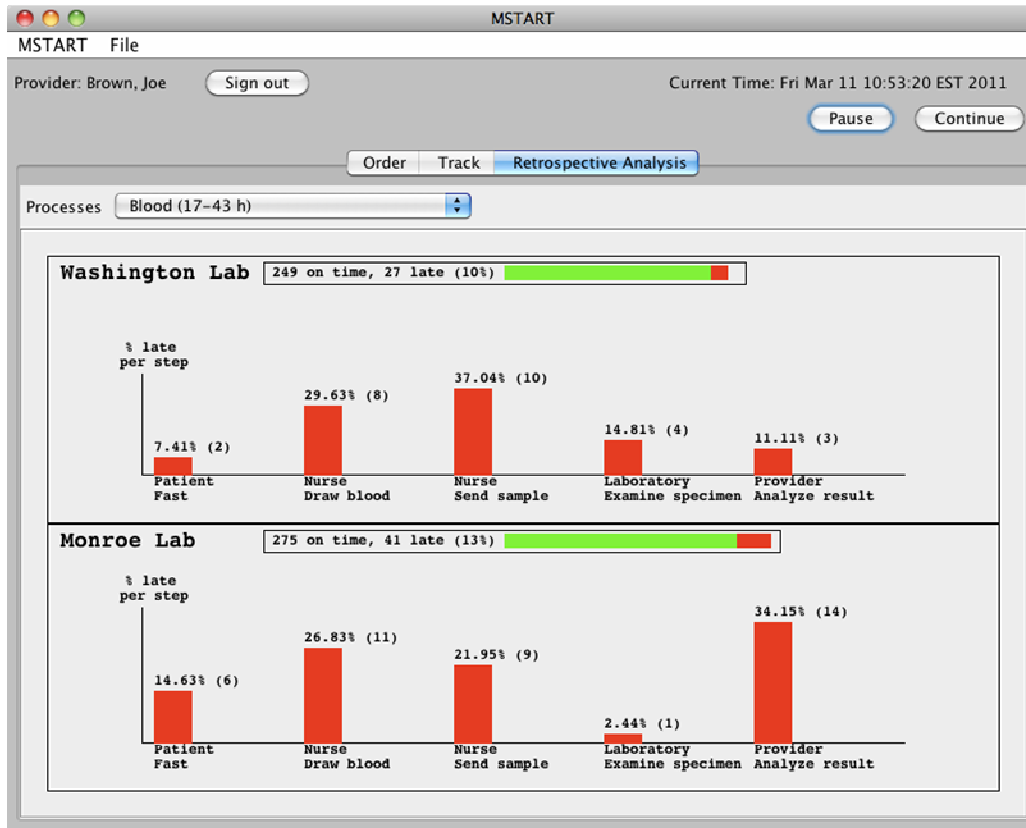 MSTART
MSTART File
Provider: Brown, Joe Sign out Current Time: Fri Mar 11 10:53:20 EST 2011
Pause Continue
Order Track Retrospective Analysis
Processes Blood (17-43 h)
Washington Lab 249 on time, 27 late (10%)
% late
per step
7.41% (2)
29.63% (8)
37.04% (10)
14.81% (4)
11.11% (3)
Patient Nurse Nurse Laboratory Provider
Fast Draw blood Send sample Examine specimen Analyze result
Monroe Lab 275 on time, 41 late (13%)
% late
per step
14.63% (6)
26.83% (11)
21.95% (9)
2.44% (1)
34.15% (14)
Patient Nurse Nurse Laboratory Provider
Fast Draw blood Send sample Examine specimen Analyze result